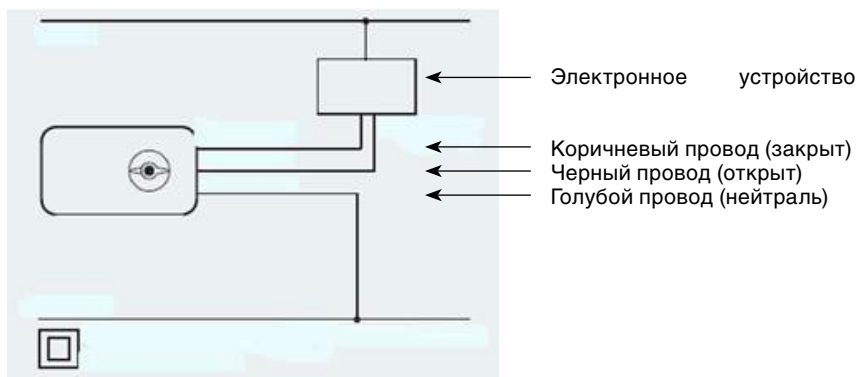 Электронное устройство
Коричневый провод (закрыт)
Черный провод (открыт)
Голубой провод (нейтраль)